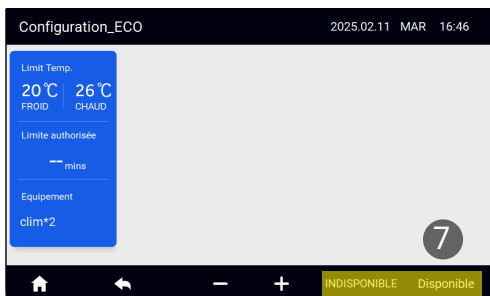 Configuration_ECO 2025.02.11 MAR 16:46
Limit Temp.
20℃ 26℃
FROID CHAUD
Limite authorisée
-- mins
Equipement
clim*2
7
INDISPONIBLE Disponible